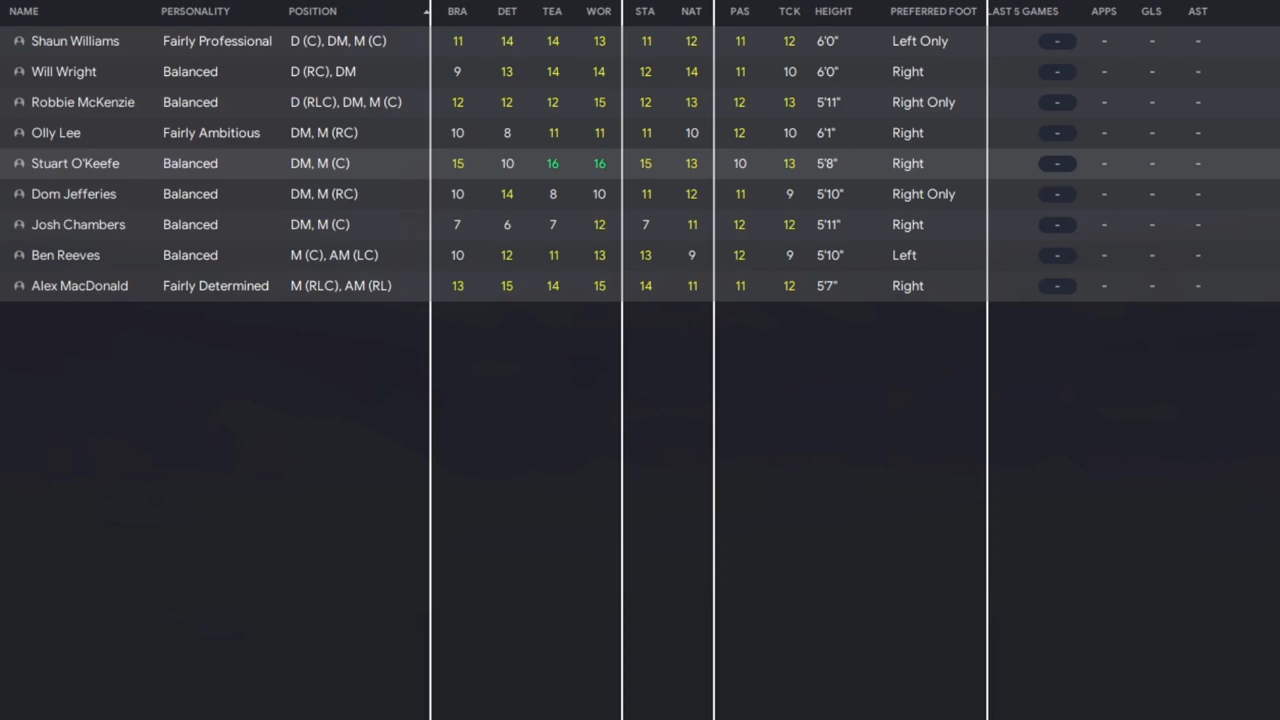 NAME PERSONALITY POSITION BRA DET TEA WOR STA NAT PAS TCK HEIGHT PREFERRED FOOT LAST 5 GAMES APPS GLS AST
Shaun Williams Fairly Professional D (C), DM, M (C) 11 14 14 13 11 12 11 12 6'0" Left Only - - - -
Will Wright Balanced D (RC), DM 9 13 14 14 12 14 11 10 6'0" Right - - - -
Robbie McKenzie Balanced D (RLC), DM, M (C) 12 12 12 15 12 13 12 13 5'11" Right Only - - - -
Olly Lee Fairly Ambitious DM, M (RC) 10 8 11 11 11 10 12 10 6'1" Right - - - -
Stuart O'Keefe Balanced DM, M (C) 15 10 16 16 15 13 10 13 5'8" Right - - - -
Dom Jefferies Balanced DM, M (RC) 10 14 8 10 11 12 11 9 5'10" Right Only - - - -
Josh Chambers Balanced DM, M (C) 7 6 7 12 7 11 12 12 5'11" Right - - - -
Ben Reeves Balanced M (C), AM (LC) 10 12 11 13 13 9 12 9 5'10" Left - - - -
Alex MacDonald Fairly Determined M (RLC), AM (RL) 13 15 14 15 14 11 11 12 5'7" Right - - - -